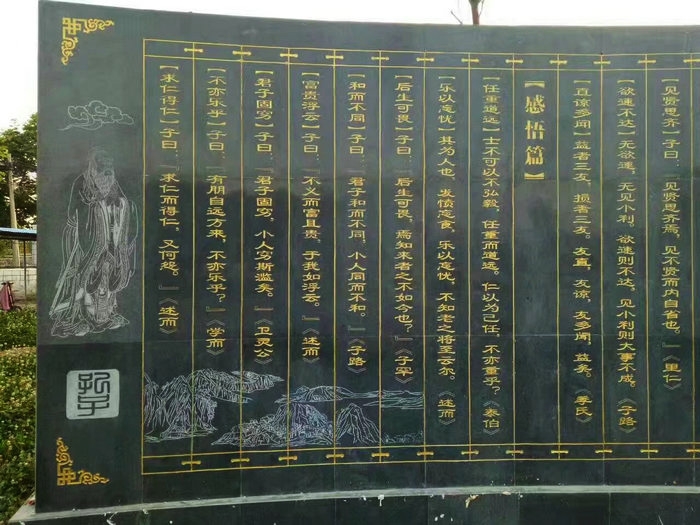 【见贤思齐】子曰：『见贤思齐焉，见不贤而内自省也。』《里仁》
【欲速不达】无欲速，无见小利。欲速则不达，见小利则大事不成。《子路》
【直谅多闻】益者三友，损者三友。友直，友谅，友多闻，益矣。《季氏》
【感悟篇】
【任重道远】士不可以不弘毅，任重而道远。仁以为己任，不亦重乎？《泰伯》
【乐以忘忧】其为人也，发愤忘食，乐以忘忧，不知老之将至云尔。《述而》
【后生可畏】子曰：『后生可畏，焉知来者之不如今也？』《子罕》
【和而不同】子曰：『君子和而不同，小人同而不和。』《子路》
【富贵浮云】子曰：『不义而富且贵，于我如浮云。』《述而》
【君子固穷】子曰：『君子固穷，小人穷斯滥矣。』《卫灵公》
【不亦乐乎】子曰：『有朋自远方来，不亦乐乎？』《学而》
【求仁得仁】子曰：『求仁而得仁，又何怨。』《述而》
孔子